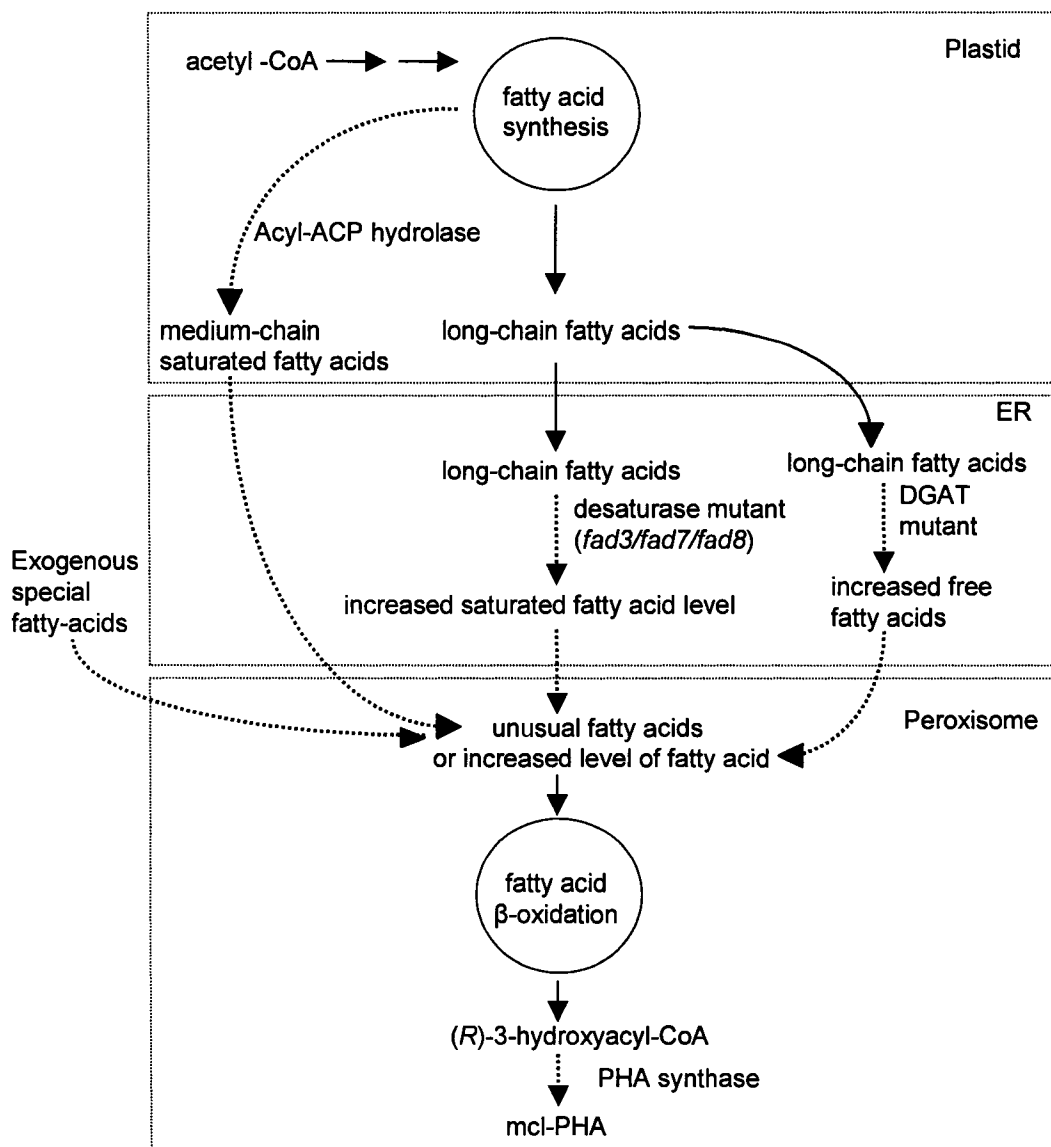 Plastid
acetyl -CoA
fatty acid
synthesis
Acyl-ACP hydrolase
medium-chain
saturated fatty acids
long-chain fatty acids
ER
long-chain fatty acids
long-chain fatty acids
desaturase mutant
(fad3/fad7/fad8)
DGAT
mutant
Exogenous
special
fatty-acids
increased saturated fatty acid level
increased free
fatty acids
Peroxisome
unusual fatty acids
or increased level of fatty acid
fatty acid
β-oxidation
(R)-3-hydroxyacyl-CoA
PHA synthase
mcl-PHA